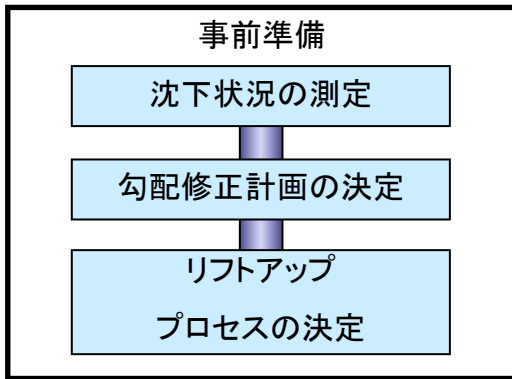 事前準備
沈下状況の測定
勾配修正計画の決定
リフトアップ
プロセスの決定